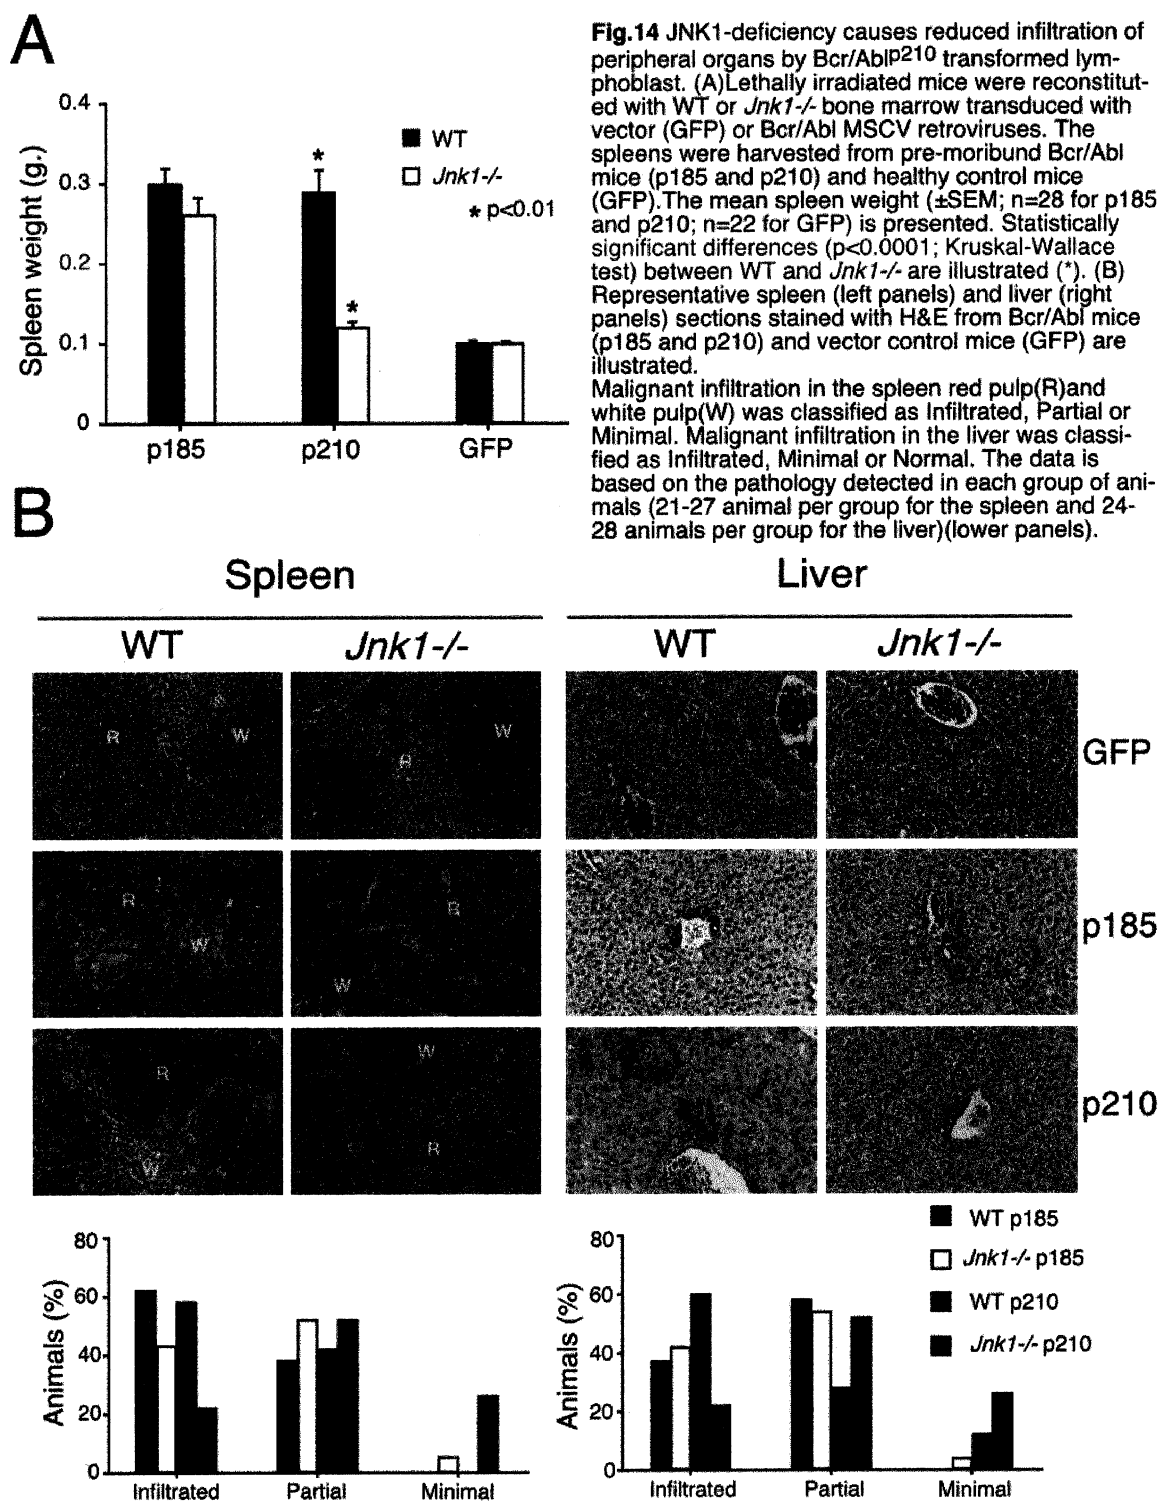 A
Fig.14 JNK1-deficiency causes reduced infiltration of
peripheral organs by Bcr/Ablp210 transformed lym-
phoblast. (A)Lethally irradiated mice were reconstitut-
ed with WT or Jnk1-/- bone marrow transduced with
vector (GFP) or Bcr/Abl MSCV retroviruses. The
spleens were harvested from pre-moribund Bcr/Abl
mice (p185 and p210) and healthy control mice
(GFP).The mean spleen weight (±SEM; n=28 for p185
and p210; n=22 for GFP) is presented. Statistically
significant differences (p<0.0001; Kruskal-Wallace
test) between WT and Jnk1-/- are illustrated (*). (B)
Representative spleen (left panels) and liver (right
panels) sections stained with H&E from Bcr/Abl mice
(p185 and p210) and vector control mice (GFP) are
illustrated.
Malignant infiltration in the spleen red pulp(R)and
white pulp(W) was classified as Infiltrated, Partial or
Minimal. Malignant infiltration in the liver was classi-
fied as Infiltrated, Minimal or Normal. The data is
based on the pathology detected in each group of ani-
mals (21-27 animal per group for the spleen and 24-
28 animals per group for the liver)(lower panels).
Spleen weight (g.)
0.4
0.3
0.2
0.1
0
WT
Jnk1-/-
* p<0.01
*
*
p185 p210 GFP
B
Spleen Liver
WT Jnk1-/- WT Jnk1-/-
R W R W
GFP
R W R W
p185
R W W R
p210
WT p185
Jnk1-/- p185
WT p210
Jnk1-/- p210
Animals (%)
80
60
40
20
0
Infiltrated Partial Minimal
Animals (%)
80
60
40
20
0
Infiltrated Partial Minimal